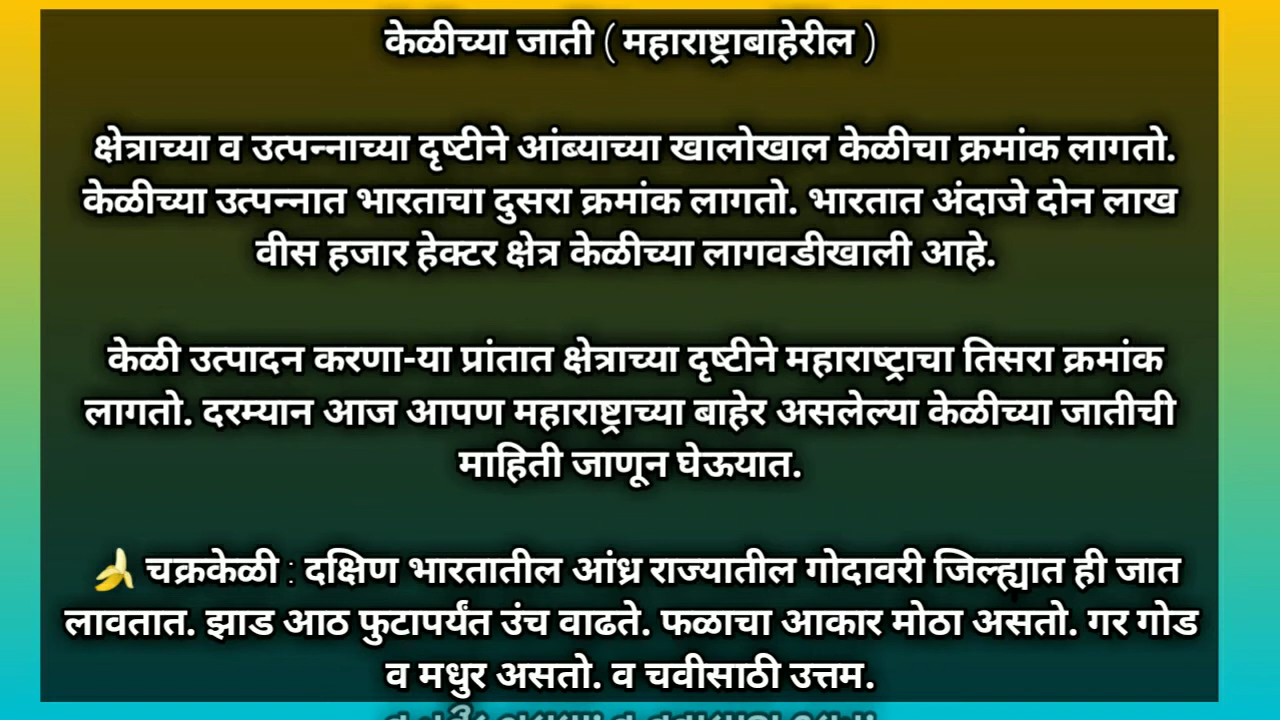 केळीच्या जाती ( महाराष्ट्राबाहेरील )
क्षेत्राच्या व उत्पन्नाच्या दृष्टीने आंब्याच्या खालोखाल केळीचा क्रमांक लागतो.
केळीच्या उत्पन्नात भारताचा दुसरा क्रमांक लागतो. भारतात अंदाजे दोन लाख
वीस हजार हेक्टर क्षेत्र केळीच्या लागवडीखाली आहे.
केळी उत्पादन करणा-या प्रांतात क्षेत्राच्या दृष्टीने महाराष्ट्राचा तिसरा क्रमांक
लागतो. दरम्यान आज आपण महाराष्ट्राच्या बाहेर असलेल्या केळीच्या जातीची
माहिती जाणून घेऊयात.
🍌 चक्रकेळी : दक्षिण भारतातील आंध्र राज्यातील गोदावरी जिल्ह्यात ही जात
लावतात. झाड आठ फुटापर्यंत उंच वाढते. फळाचा आकार मोठा असतो. गर गोड
व मधुर असतो. व चवीसाठी उत्तम.